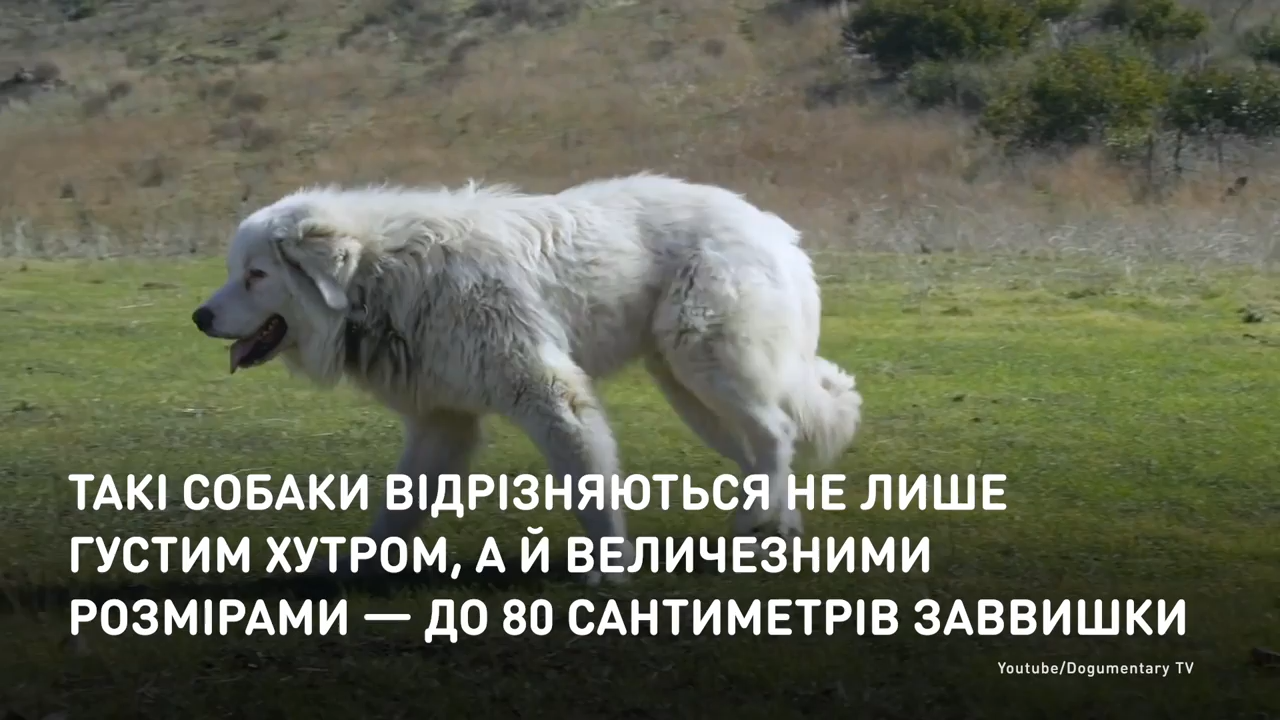 ТАКІ СОБАКИ ВІДРІЗНЯЮТЬСЯ НЕ ЛИШЕ
ГУСТИМ ХУТРОМ, А Й ВЕЛИЧЕЗНИМИ
РОЗМІРАМИ — ДО 80 САНТИМЕТРІВ ЗАВВИШКИ
Youtube/Dogumentary TV